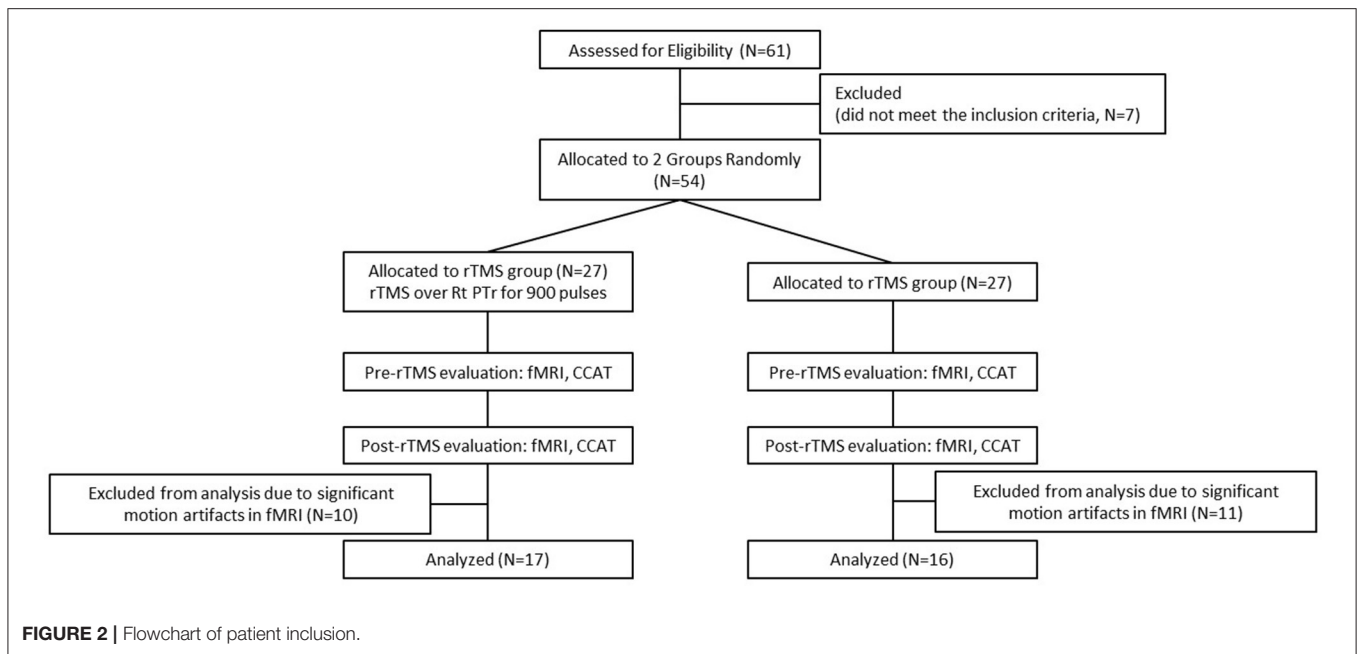 Assessed for Eligibility (N=61)
Excluded
(did not meet the inclusion criteria, N=7)
Allocated to 2 Groups Randomly
(N=54)
Allocated to rTMS group (N=27)
rTMS over Rt PTr for 900 pulses
Allocated to rTMS group (N=27)
Pre-rTMS evaluation: fMRI, CCAT
Pre-rTMS evaluation: fMRI, CCAT
Post-rTMS evaluation: fMRI, CCAT
Post-rTMS evaluation: fMRI, CCAT
Excluded from analysis due to significant
motion artifacts in fMRI (N=10)
Excluded from analysis due to significant
motion artifacts in fMRI (N=11)
Analyzed (N=17)
Analyzed (N=16)
FIGURE 2 | Flowchart of patient inclusion.